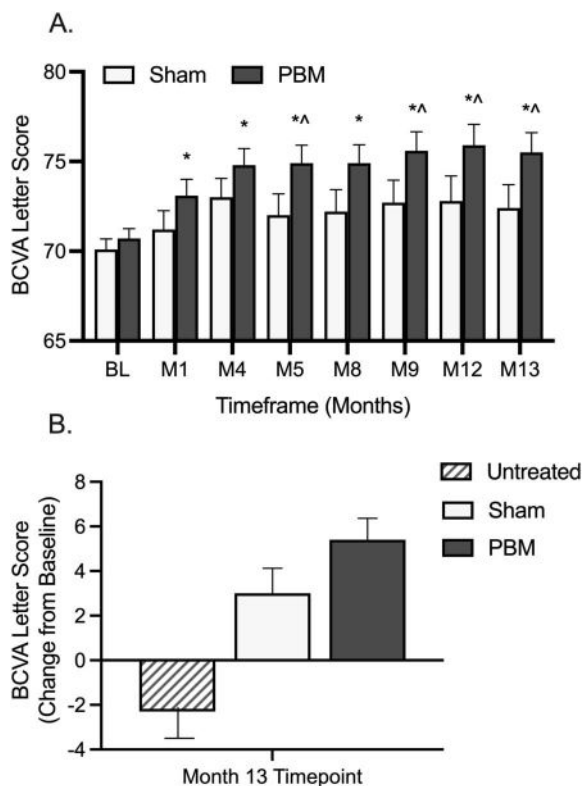 A.
80
Sham PBM
*^
*^
*^
*^
*
*
*
75
70
65
BCVA Letter Score
BL M1 M4 M5 M8 M9 M12 M13
Timeframe (Months)
B.
8
6
4
2
0
-2
-4
BCVA Letter Score
(Change from Baseline)
Untreated
Sham
PBM
Month 13 Timepoint